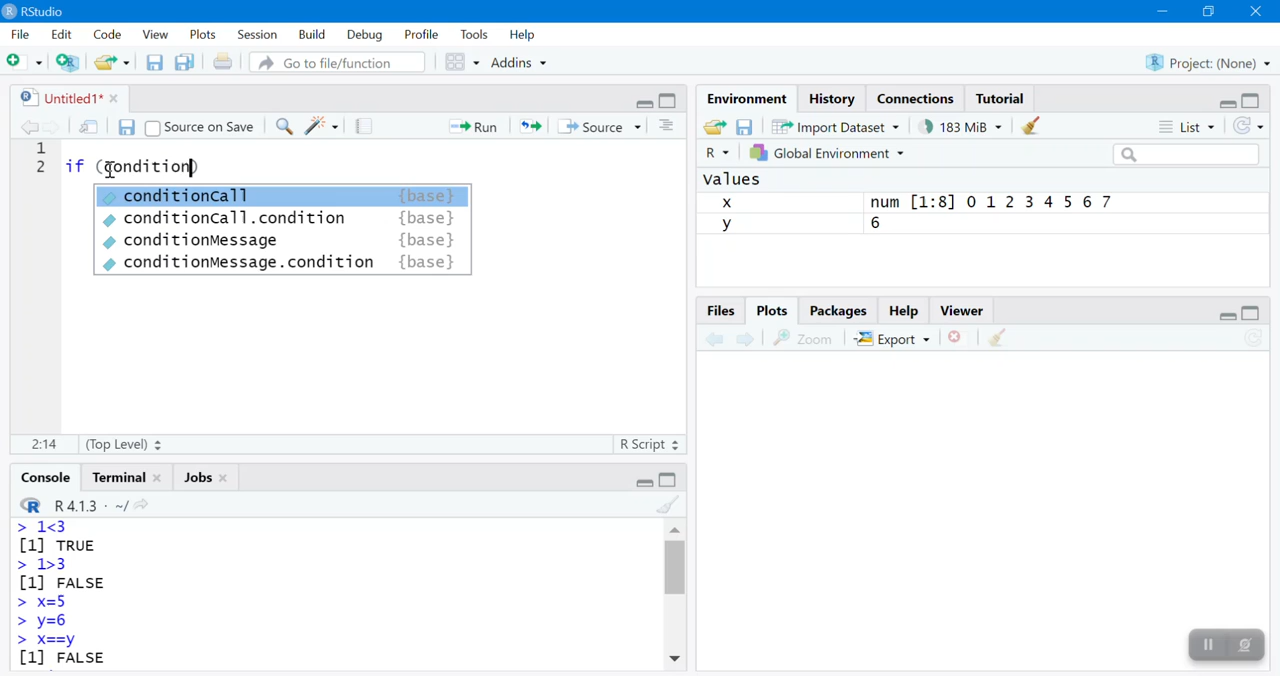 RStudio
File Edit Code View Plots Session Build Debug Profile Tools Help
Go to file/function Addins Project: (None)
Untitled1*
Source on Save Run Source
1
2 if (condition)
conditionCall {base}
conditionCall.condition {base}
conditionMessage {base}
conditionMessage.condition {base}
2:14 (Top Level) R Script
Console Terminal Jobs
R 4.1.3 · ~/
> 1<3
[1] TRUE
> 1>3
[1] FALSE
> x=5
> y=6
> x==y
[1] FALSE
Environment History Connections Tutorial
Import Dataset 183 MiB List
R Global Environment
Values
x num [1:8] 0 1 2 3 4 5 6 7
y 6
Files Plots Packages Help Viewer
Zoom Export